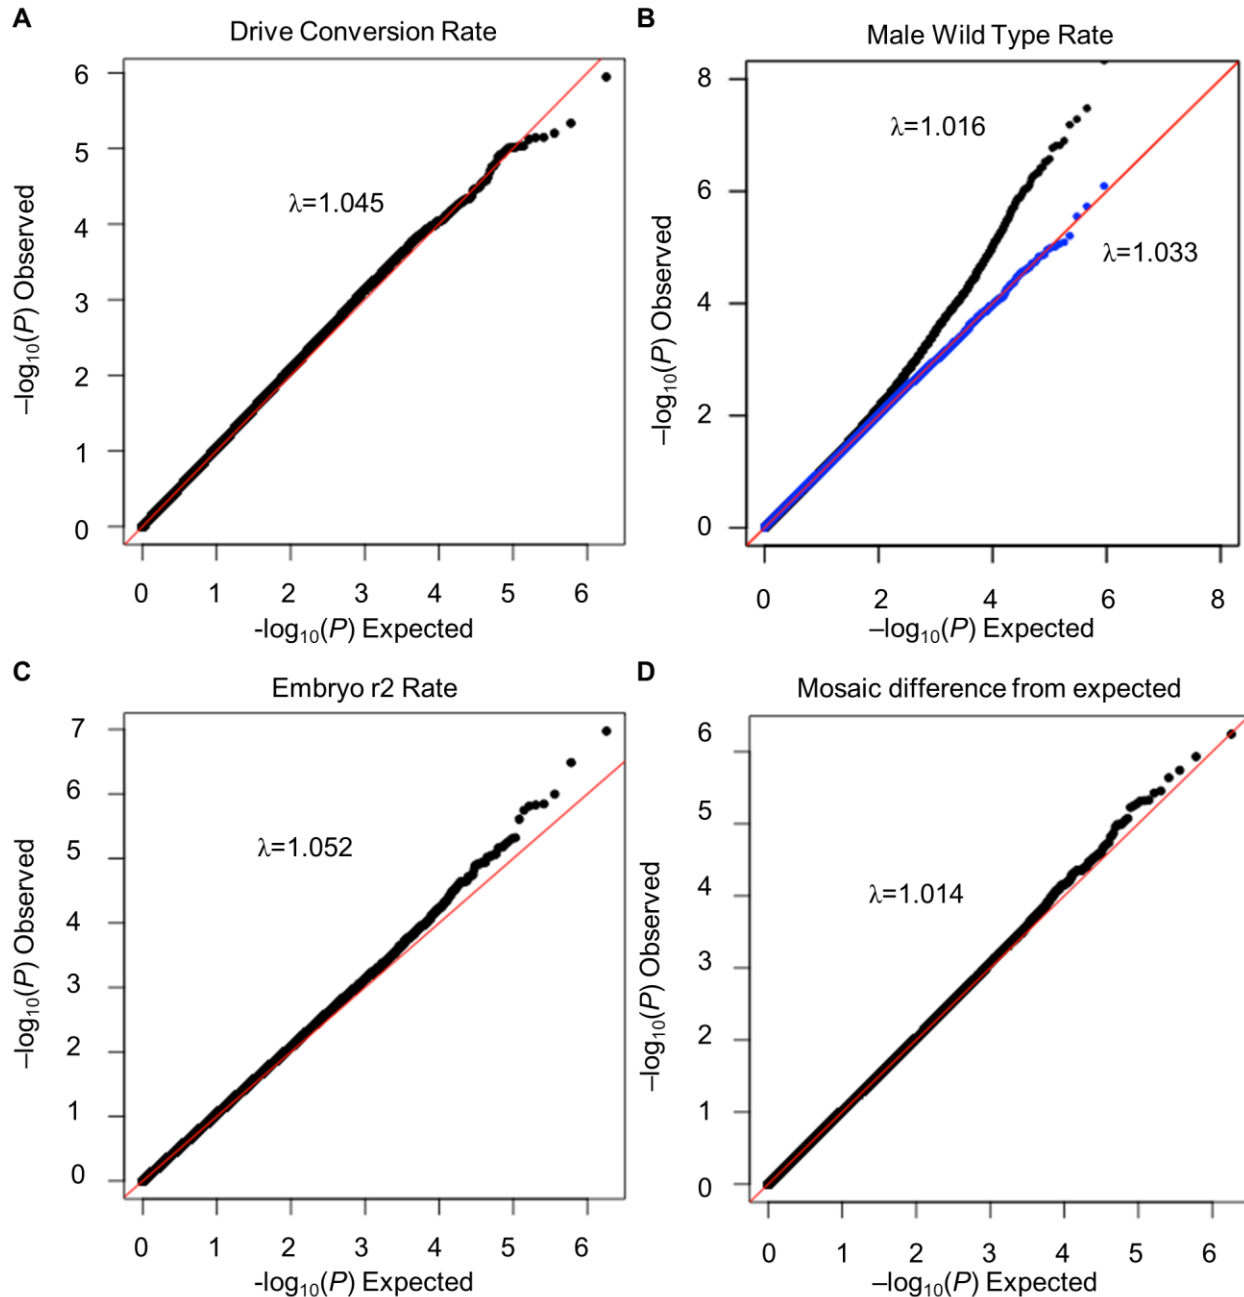 A
Drive Conversion Rate
6
5
4
3
2
1
0
λ=1.045
–log10(P) Observed
0 1 2 3 4 5 6
-log10(P) Expected
B
Male Wild Type Rate
8
6
4
2
0
λ=1.016
λ=1.033
–log10(P) Observed
0 2 4 6 8
–log10(P) Expected
C
Embryo r2 Rate
7
6
5
4
3
2
1
0
λ=1.052
–log10(P) Observed
0 1 2 3 4 5 6
-log10(P) Expected
D
Mosaic difference from expected
6
5
4
3
2
1
0
λ=1.014
–log10(P) Observed
0 1 2 3 4 5 6
–log10(P) Expected